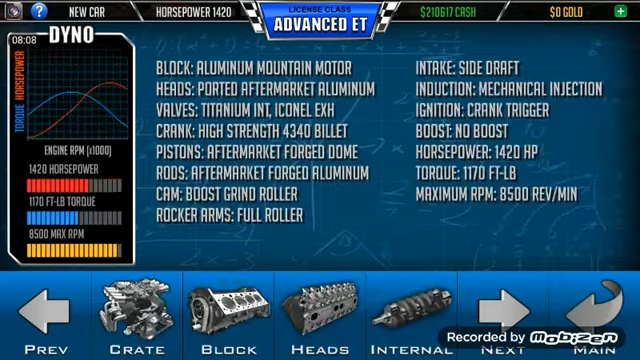 NEW CAR
HORSEPOWER 1420
LICENSE CLASS
ADVANCED ET
$210617 CASH
$0 GOLD
08:08
DYNO
TORQUE HORSEPOWER
ENGINE RPM (X1000)
1420 HORSEPOWER
1170 FT-LB TORQUE
8500 MAX RPM
BLOCK: ALUMINUM MOUNTAIN MOTOR
HEADS: PORTED AFTERMARKET ALUMINUM
VALVES: TITANIUM INT, ICONEL EXH
CRANK: HIGH STRENGTH 4340 BILLET
PISTONS: AFTERMARKET FORGED DOME
RODS: AFTERMARKET FORGED ALUMINUM
CAM: BOOST GRIND ROLLER
ROCKER ARMS: FULL ROLLER
INTAKE: SIDE DRAFT
INDUCTION: MECHANICAL INJECTION
IGNITION: CRANK TRIGGER
BOOST: NO BOOST
HORSEPOWER: 1420 HP
TORQUE: 1170 FT-LB
MAXIMUM RPM: 8500 REV/MIN
PREV
CRATE
BLOCK
HEADS
INTERNAL
NEXT
MAIN
Recorded by Mobizen